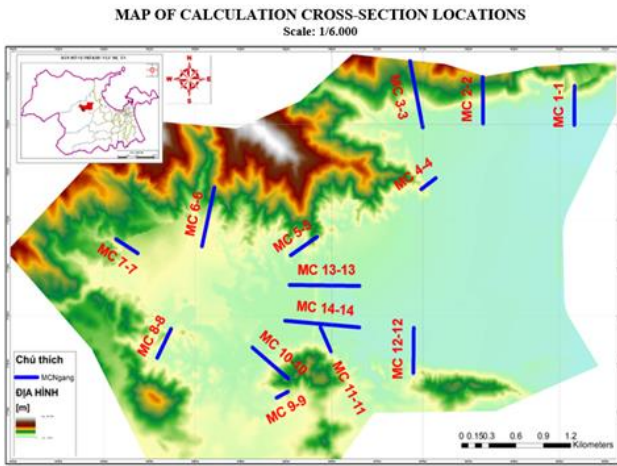 MAP OF CALCULATION CROSS-SECTION LOCATIONS
Scale: 1/6.000
N
W E
S
MC 3-3
MC 2-2
MC 1-1
MC 4-4
MC 6-6
MC 5-5
MC 7-7
MC 13-13
MC 14-14
MC 8-8
MC 10-10
MC 11-11
MC 12-12
MC 9-9
Chú thích
MCNgang
ĐỊA HÌNH
[m]
0 0.15 0.3 0.6 0.9 1.2
Kilometers